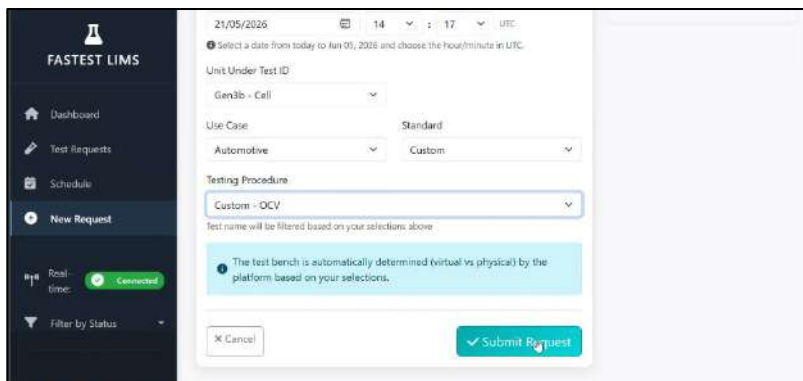 FASTEST LIMS
Dashboard
Test Requests
Schedule
New Request
Real-time:
Connected
Filter by Status
21/05/2026 14 : 17 UTC
Select a date from today to Jun 05, 2026 and choose the hour/minute in UTC.
Unit Under Test ID
Gen3b - Cell
Use Case Standard
Automotive Custom
Testing Procedure
Custom - OCV
Test name will be filtered based on your selections above
The test bench is automatically determined (virtual vs physical) by the
platform based on your selections.
Cancel Submit Request